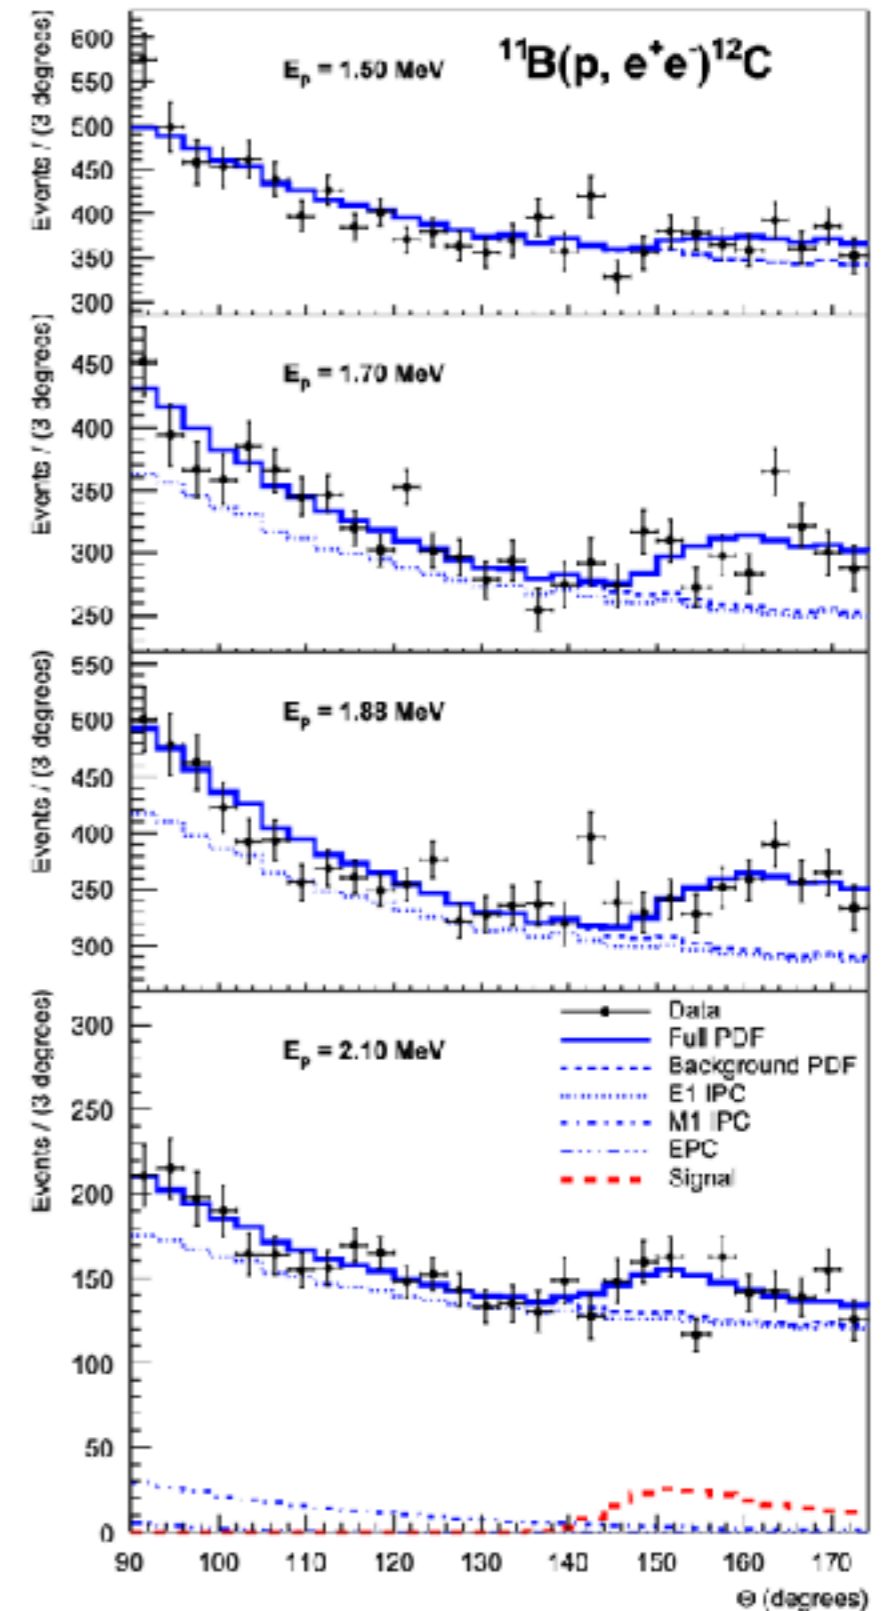 ¹¹B(p, e⁺e⁻)¹²C
Eₚ = 1.50 MeV
Events / (3 degrees)
600
550
500
450
400
350
300
Eₚ = 1.70 MeV
Events / (3 degrees)
450
400
350
300
250
Eₚ = 1.88 MeV
Events / (3 degrees)
550
500
450
400
350
300
Eₚ = 2.10 MeV
Events / (3 degrees)
300
250
200
150
100
50
0
Data
Full PDF
Background PDF
E1 IPC
M1 IPC
EPC
Signal
90 100 110 120 130 140 150 160 170
Θ (degrees)